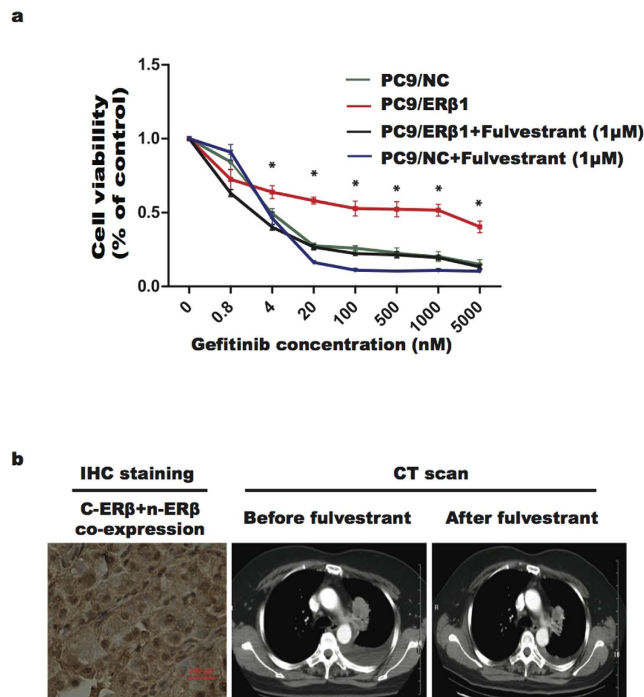 a
1.5
1.0
0.5
0.0
Cell viabillity
(% of control)
PC9/NC
PC9/ERβ1
PC9/ERβ1+Fulvestrant (1μM)
PC9/NC+Fulvestrant (1μM)
* * * * * *
0 0.8 4 20 100 500 1000 5000
Gefitinib concentration (nM)
b
IHC staining
CT scan
C-ERβ+n-ERβ
co-expression
Before fulvestrant
After fulvestrant
R